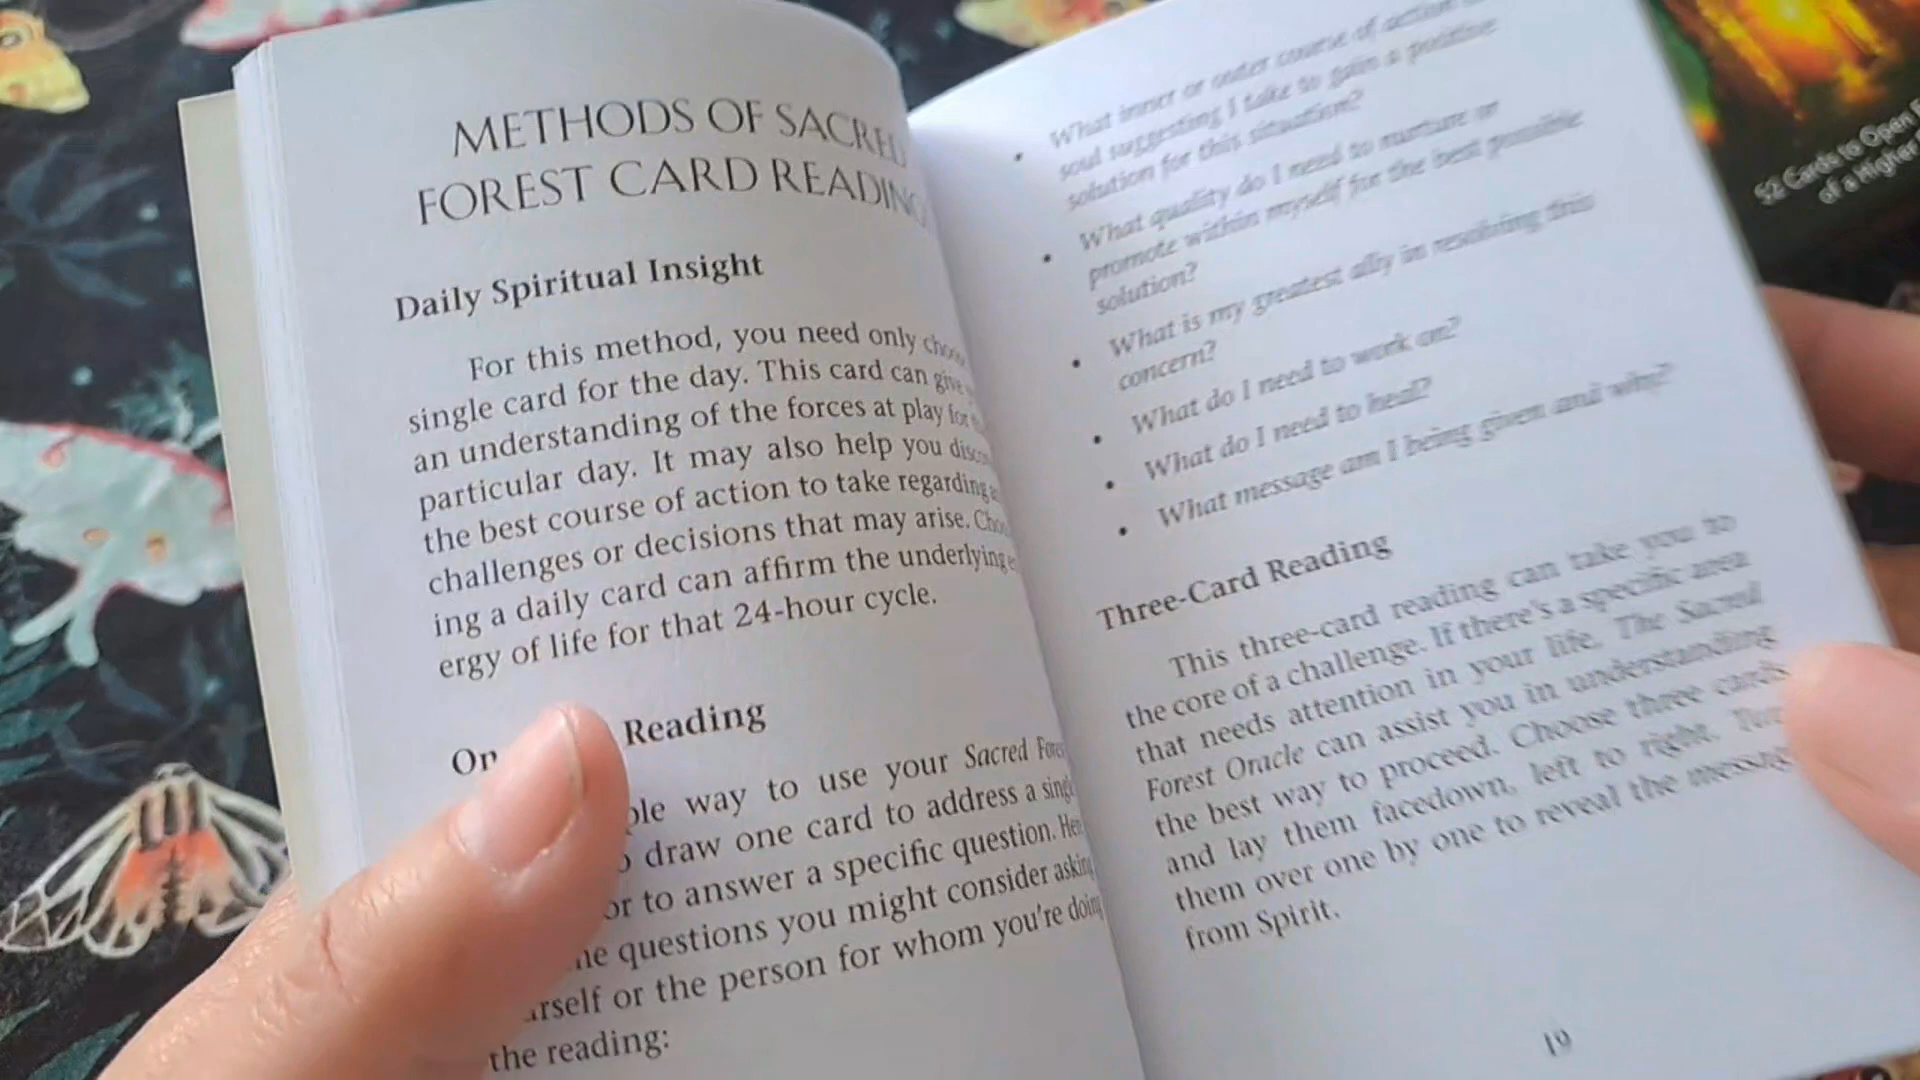 METHODS OF SACRED
FOREST CARD READING
Daily Spiritual Insight
For this method, you need only
single card for the day. This card can give
an understanding of the forces at play for
particular day. It may also help you
the best course of action to take regarding
challenges or decisions that may arise.
ing a daily card can affirm the underlying
ergy of life for that 24-hour cycle.
Reading
way to use your Sacred
draw one card to address a
or to answer a specific question.
questions you might consider
or the person for whom you're
the reading:
What inner or outer course of action
soul suggesting I take to gain a positive
solution for this situation?
• What quality do I need to nurture or
promote within myself for the best possible
solution?
• What is my greatest ally in resolving this
concern?
• What do I need to work on?
• What do I need to heal?
• What message am I being given and why?
Three-Card Reading
This three-card reading can take you to
the core of a challenge. If there's a specific area
that needs attention in your life, The Sacred
Forest Oracle can assist you in understanding
the best way to proceed. Choose three cards
and lay them facedown, left to right. Turn
them over one by one to reveal the message
from Spirit.
19
52 Cards to Open
of a Higher